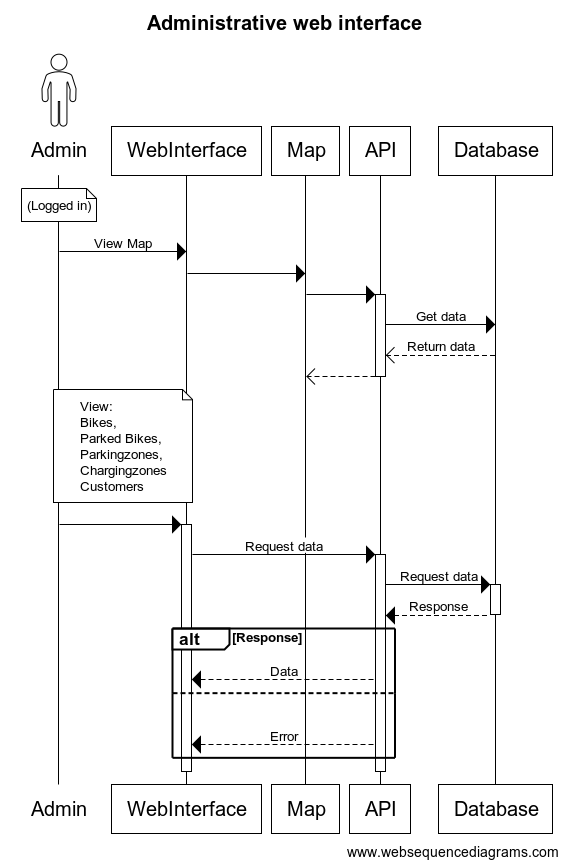 Administrative web interface
Admin
WebInterface
Map
API
Database
(Logged in)
View Map
Get data
Return data
View:
Bikes,
Parked Bikes,
Parkingzones,
Chargingzones
Customers
Request data
Request data
Response
alt [Response]
Data
Error
Admin
WebInterface
Map
API
Database
www.websequencediagrams.com